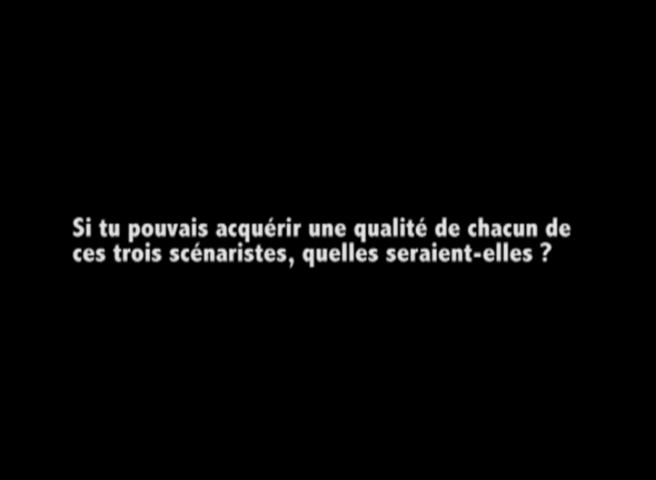 Si tu pouvais acquérir une qualité de chacun de
ces trois scénaristes, quelles seraient-elles ?